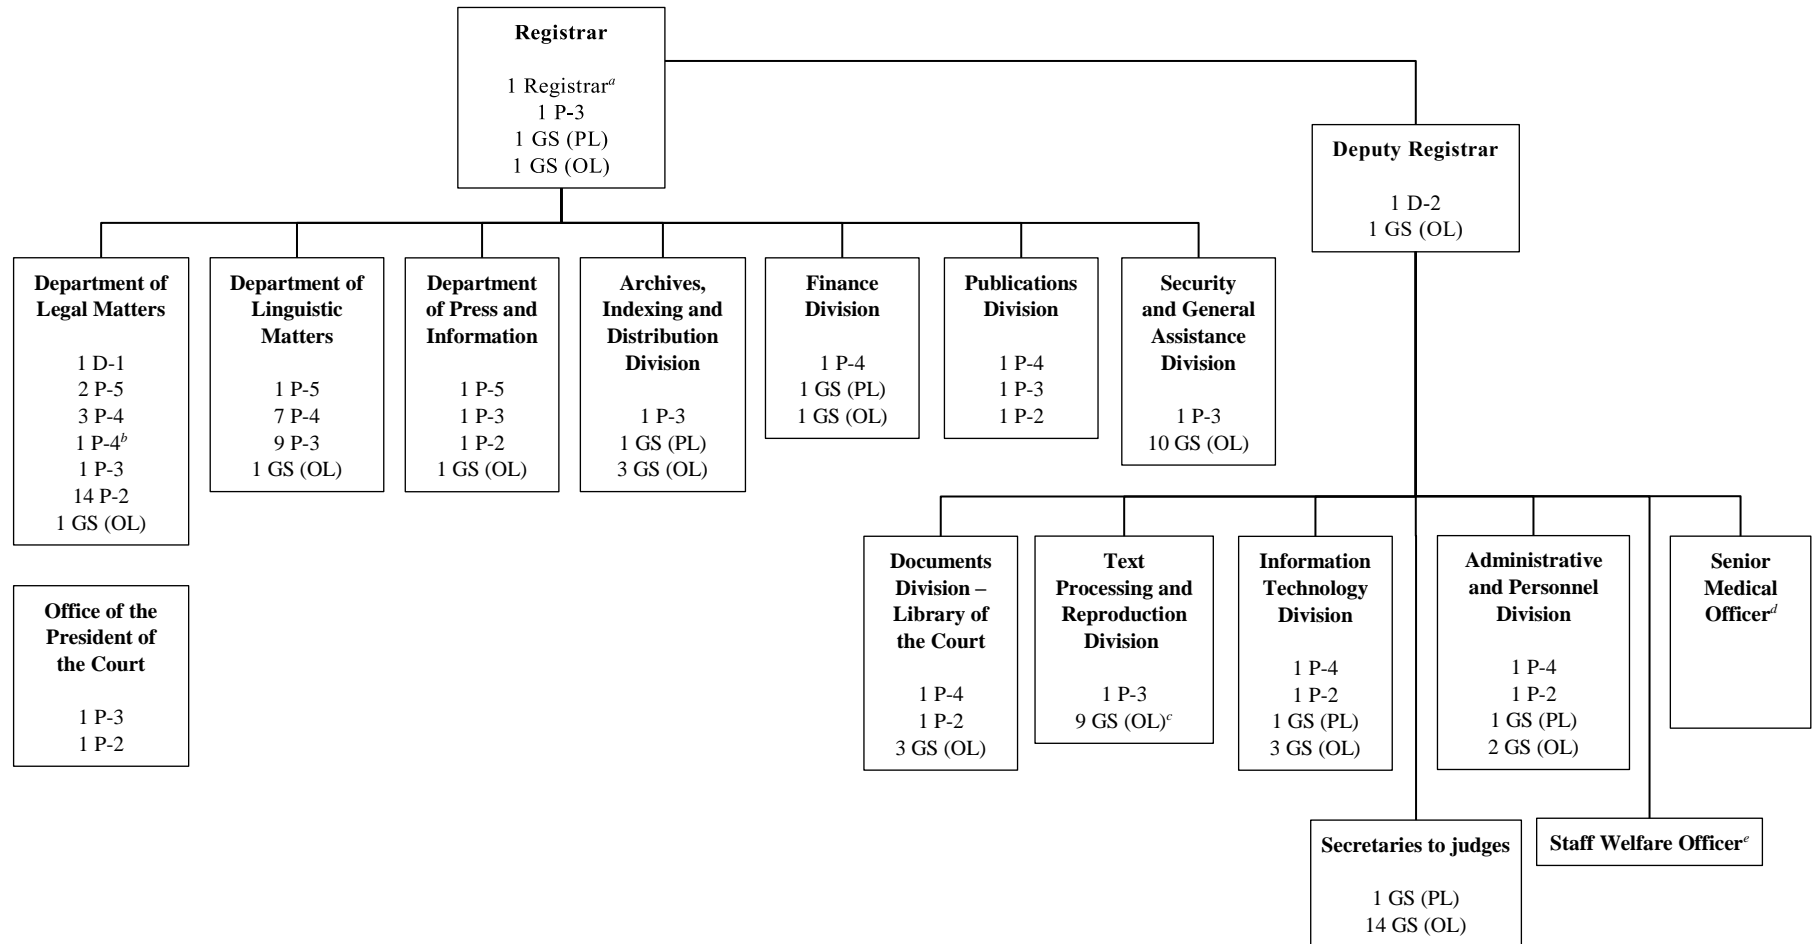 Registrar
1 Registrarᵃ
1 P-3
1 GS (PL)
1 GS (OL)
Deputy Registrar
1 D-2
1 GS (OL)
Department of
Legal Matters
1 D-1
2 P-5
3 P-4
1 P-4ᵇ
1 P-3
14 P-2
1 GS (OL)
Department of
Linguistic
Matters
1 P-5
7 P-4
9 P-3
1 GS (OL)
Department
of Press and
Information
1 P-5
1 P-3
1 P-2
1 GS (OL)
Archives,
Indexing and
Distribution
Division
1 P-3
1 GS (PL)
3 GS (OL)
Finance
Division
1 P-4
1 GS (PL)
1 GS (OL)
Publications
Division
1 P-4
1 P-3
1 P-2
Security
and General
Assistance
Division
1 P-3
10 GS (OL)
Office of the
President of
the Court
1 P-3
1 P-2
Documents
Division –
Library of
the Court
1 P-4
1 P-2
3 GS (OL)
Text
Processing and
Reproduction
Division
1 P-3
9 GS (OL)ᶜ
Information
Technology
Division
1 P-4
1 P-2
1 GS (PL)
3 GS (OL)
Administrative
and Personnel
Division
1 P-4
1 P-2
1 GS (PL)
2 GS (OL)
Senior
Medical
Officerᵈ
Secretaries to judges
1 GS (PL)
14 GS (OL)
Staff Welfare Officerᵉ